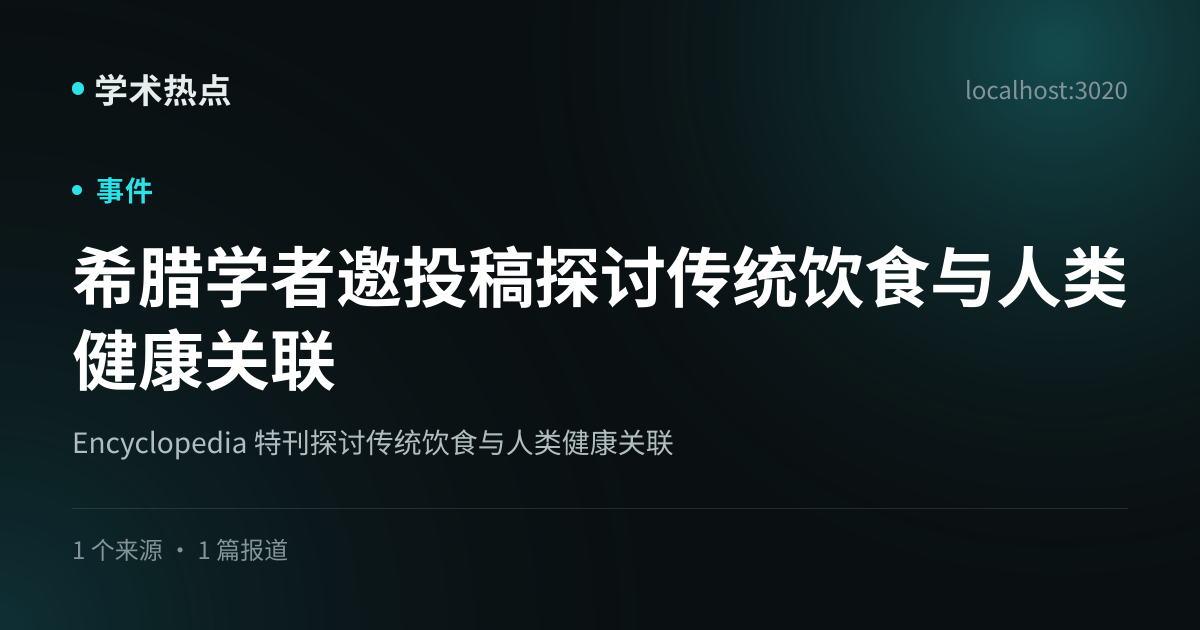 学术热点
localhost:3020
事件
希腊学者邀投稿探讨传统饮食与人类
健康关联
Encyclopedia 特刊探讨传统饮食与人类健康关联
1 个来源 · 1 篇报道